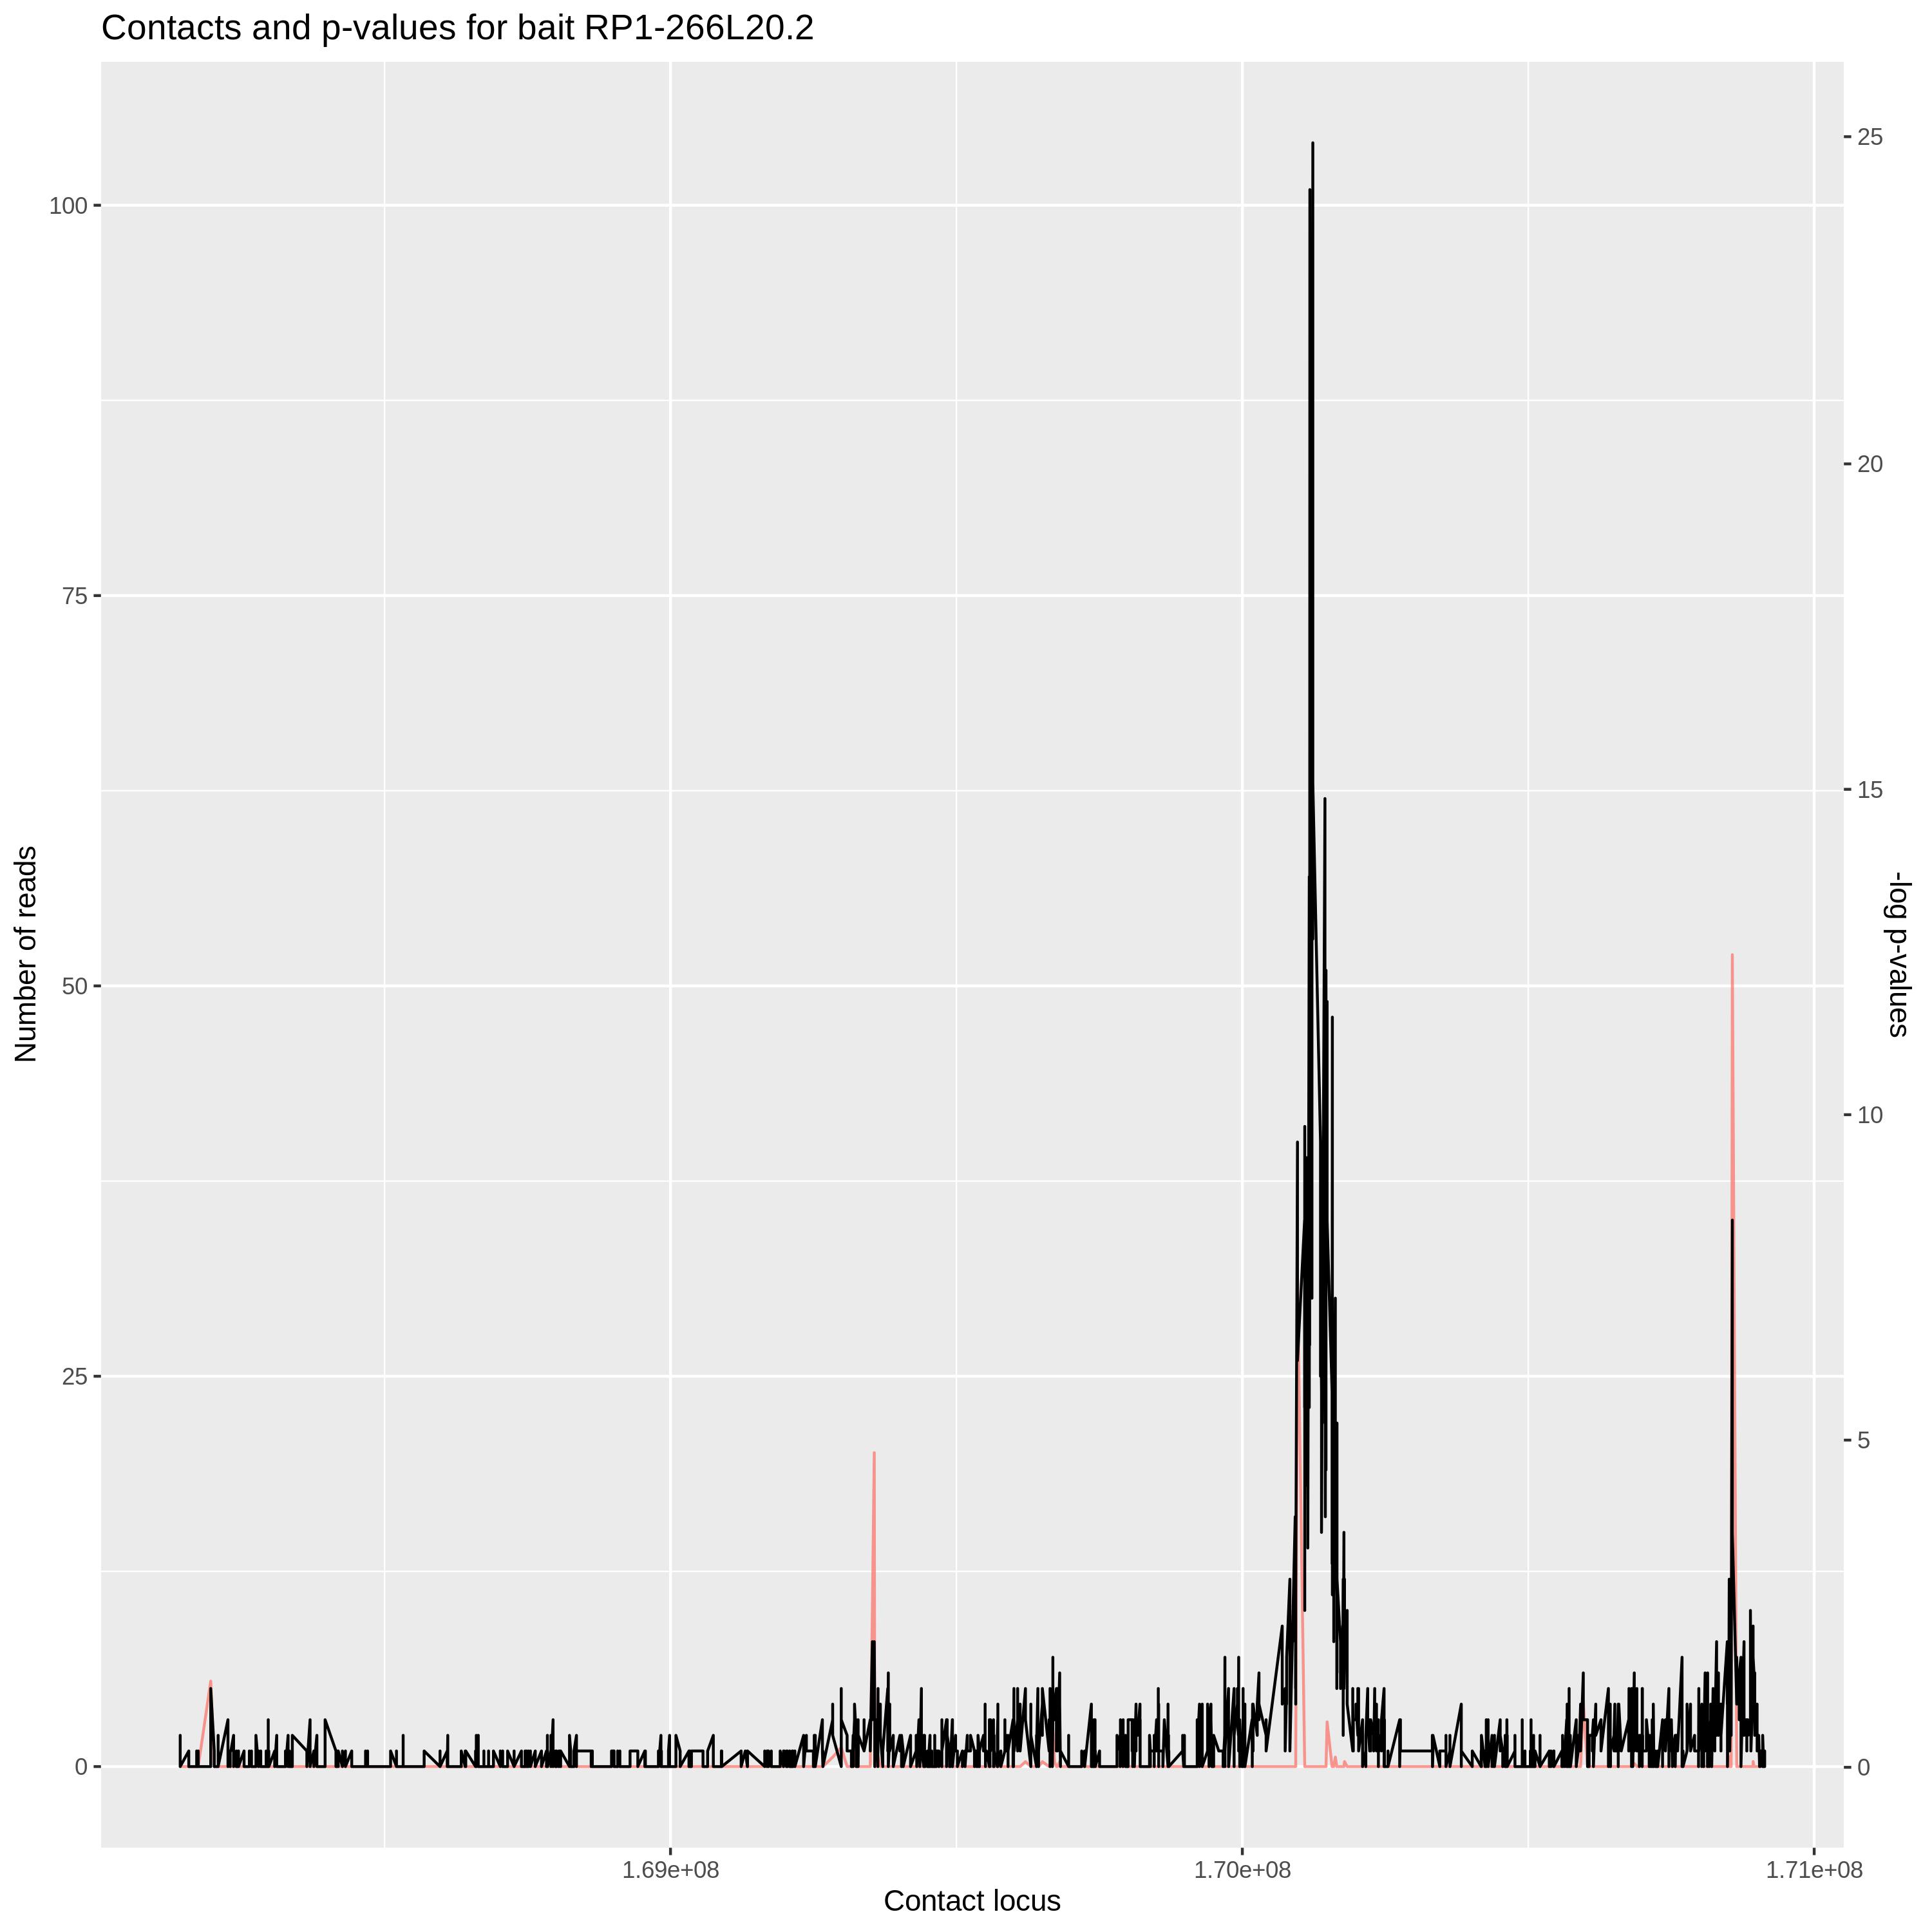 Contacts and p-values for bait RP1-266L20.2
Number of reads
100
75
50
25
0
25
20
15
10
5
0
-log p-values
1.69e+08
1.70e+08
1.71e+08
Contact locus